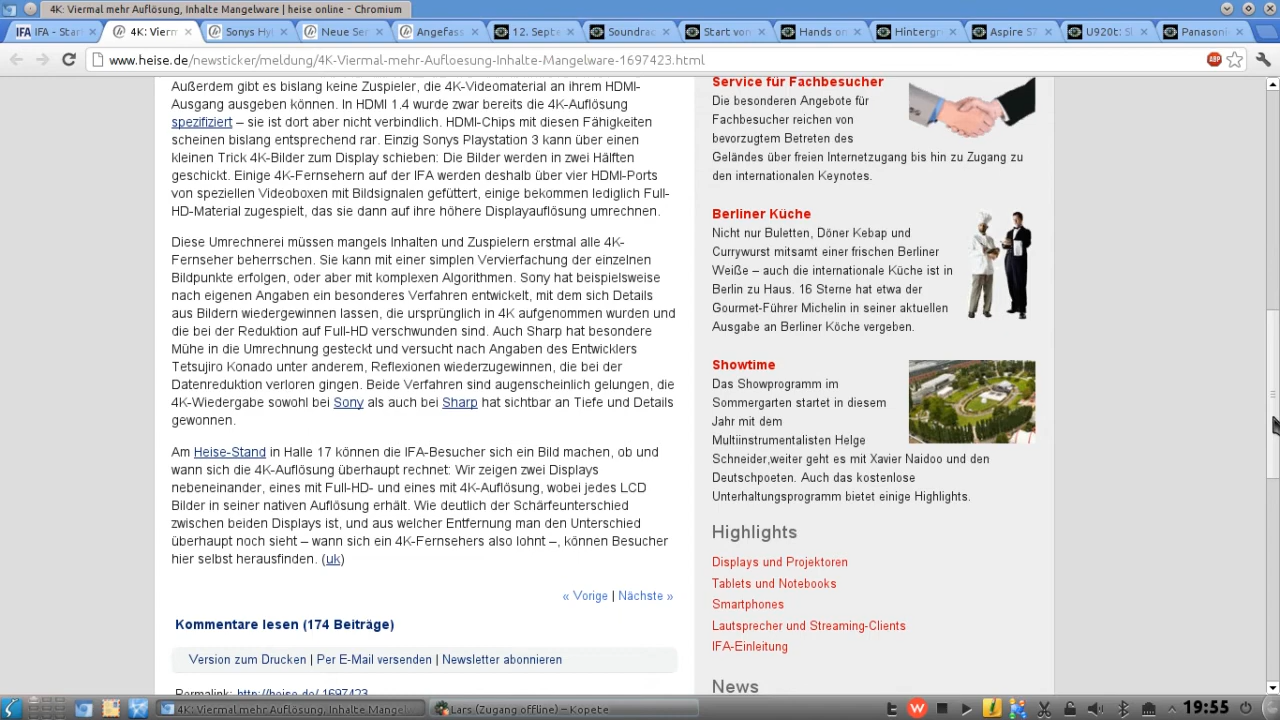 4K: Viermal mehr Auflösung, Inhalte Mangelware | heise online - Chromium
IFA IFA - Star
4K: Vierm
Sonys Hy
Neue Ser
Angefass
12. Septe
Soundrac
Start von
Hands on
Hintergr
Aspire S7
U920t:
Panasoni
www.heise.de/newsticker/meldung/4K-Viermal-mehr-Aufloesung-Inhalte-Mangelware-1697423.html
ABP
Außerdem gibt es bislang keine Zuspieler, die 4K-Videomaterial an ihrem HDMI-
Ausgang ausgeben können. In HDMI 1.4 wurde zwar bereits die 4K-Auflösung
spezifiziert – sie ist dort aber nicht verbindlich. HDMI-Chips mit diesen Fähigkeiten
scheinen bislang entsprechend rar. Einzig Sonys Playstation 3 kann über einen
kleinen Trick 4K-Bilder zum Display schieben: Die Bilder werden in zwei Hälften
geschickt. Einige 4K-Fernsehern auf der IFA werden deshalb über vier HDMI-Ports
von speziellen Videoboxen mit Bildsignalen gefüttert, einige bekommen lediglich Full-
HD-Material zugespielt, das sie dann auf ihre höhere Displayauflösung umrechnen.
Diese Umrechnerei müssen mangels Inhalten und Zuspielern erstmal alle 4K-
Fernseher beherrschen. Sie kann mit einer simplen Vervierfachung der einzelnen
Bildpunkte erfolgen, oder aber mit komplexen Algorithmen. Sony hat beispielsweise
nach eigenen Angaben ein besonderes Verfahren entwickelt, mit dem sich Details
aus Bildern wiedergewinnen lassen, die ursprünglich in 4K aufgenommen wurden und
die bei der Reduktion auf Full-HD verschwunden sind. Auch Sharp hat besondere
Mühe in die Umrechnung gesteckt und versucht nach Angaben des Entwicklers
Tetsujiro Konado unter anderem, Reflexionen wiederzugewinnen, die bei der
Datenreduktion verloren gingen. Beide Verfahren sind augenscheinlich gelungen, die
4K-Wiedergabe sowohl bei Sony als auch bei Sharp hat sichtbar an Tiefe und Details
gewonnen.
Am Heise-Stand in Halle 17 können die IFA-Besucher sich ein Bild machen, ob und
wann sich die 4K-Auflösung überhaupt rechnet: Wir zeigen zwei Displays
nebeneinander, eines mit Full-HD- und eines mit 4K-Auflösung, wobei jedes LCD
Bilder in seiner nativen Auflösung erhält. Wie deutlich der Schärfeunterschied
zwischen beiden Displays ist, und aus welcher Entfernung man den Unterschied
überhaupt noch sieht – wann sich ein 4K-Fernsehers also lohnt –, können Besucher
hier selbst herausfinden. (uk)
« Vorige | Nächste »
Kommentare lesen (174 Beiträge)
Version zum Drucken | Per E-Mail versenden | Newsletter abonnieren
Permalink: http://heise.de/-1697423
Service für Fachbesucher
Die besonderen Angebote für
Fachbesucher reichen von
bevorzugtem Betreten des
Geländes über freien Internetzugang bis hin zu Zugang zu
den internationalen Keynotes.
Berliner Küche
Nicht nur Buletten, Döner Kebap und
Currywurst mitsamt einer frischen Berliner
Weiße – auch die internationale Küche ist in
Berlin zu Haus. 16 Sterne hat etwa der
Gourmet-Führer Michelin in seiner aktuellen
Ausgabe an Berliner Köche vergeben.
Showtime
Das Showprogramm im
Sommergarten startet in diesem
Jahr mit dem
Multiinstrumentalisten Helge
Schneider,weiter geht es mit Xavier Naidoo und den
Deutschpoeten. Auch das kostenlose
Unterhaltungsprogramm bietet einige Highlights.
Highlights
Displays und Projektoren
Tablets und Notebooks
Smartphones
Lautsprecher und Streaming-Clients
IFA-Einleitung
News
4K: Viermal mehr Auflösung, Inhalte Mangel
Lars (Zugang offline) – Kopete
19:55